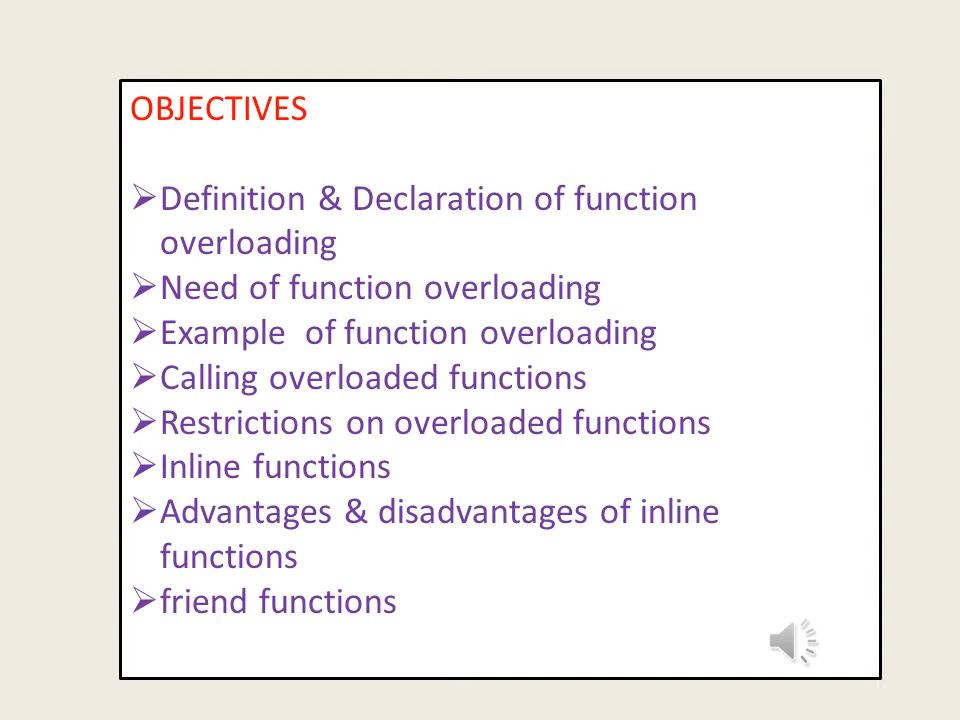 OBJECTIVES
➢Definition & Declaration of function
overloading
➢Need of function overloading
➢Example  of function overloading
➢Calling overloaded functions
➢Restrictions on overloaded functions
➢Inline functions
➢Advantages & disadvantages of inline
functions
➢friend functions